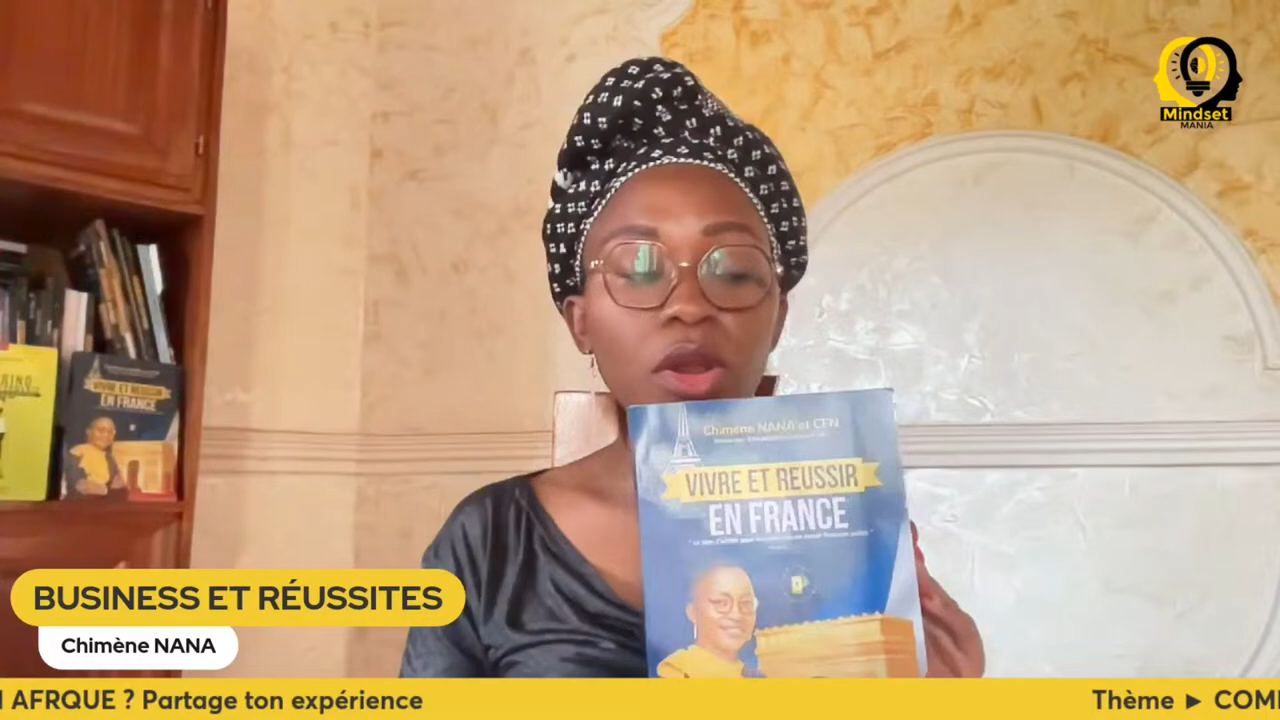 Mindset
MANIA
VIVRE ET REUSSIR
EN FRANCE
Chimène NANA et CFN
VIVRE ET REUSSIR
EN FRANCE
BUSINESS ET RÉUSSITES
Chimène NANA
AFRQUE ? Partage ton expérience
Thème ►